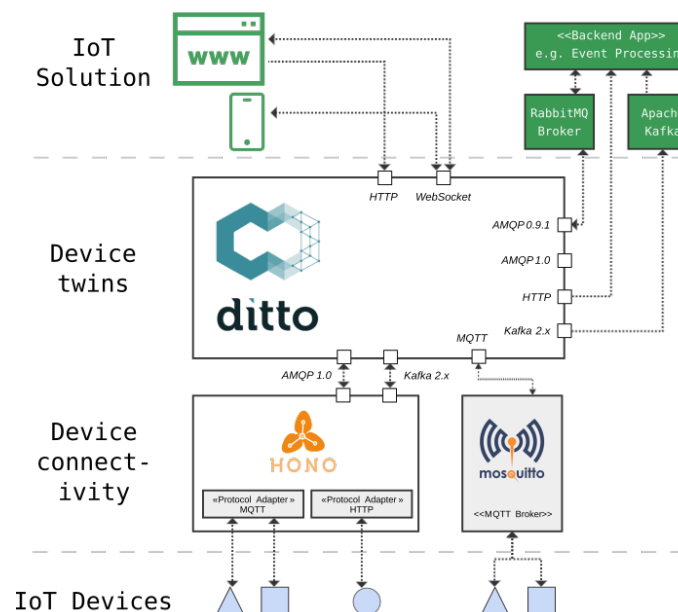 IoT
Solution
www
<<Backend App>>
e.g. Event Processin
RabbitMQ
Broker
Apach
Kafka
HTTP
WebSocket
Device
twins
ditto
AMQP 0.9.1
AMQP 1.0
HTTP
Kafka 2.x
MQTT
AMQP 1.0
Kafka 2.x
Device
connect-
ivity
HONO
«Protocol Adapter»
MQTT
«Protocol Adapter»
HTTP
mosquitto
<<MQTT Broker>>
IoT Devices